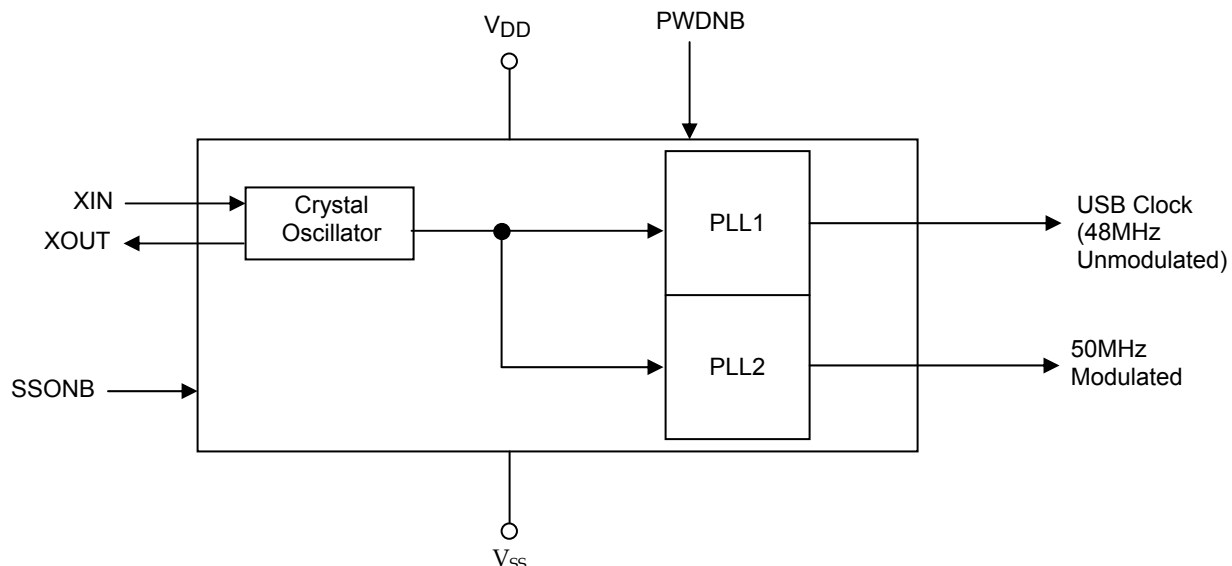 VDD
PWDNB
XIN
XOUT
Crystal
Oscillator
PLL1
USB Clock
(48MHz
Unmodulated)
SSONB
PLL2
50MHz
Modulated
VSS